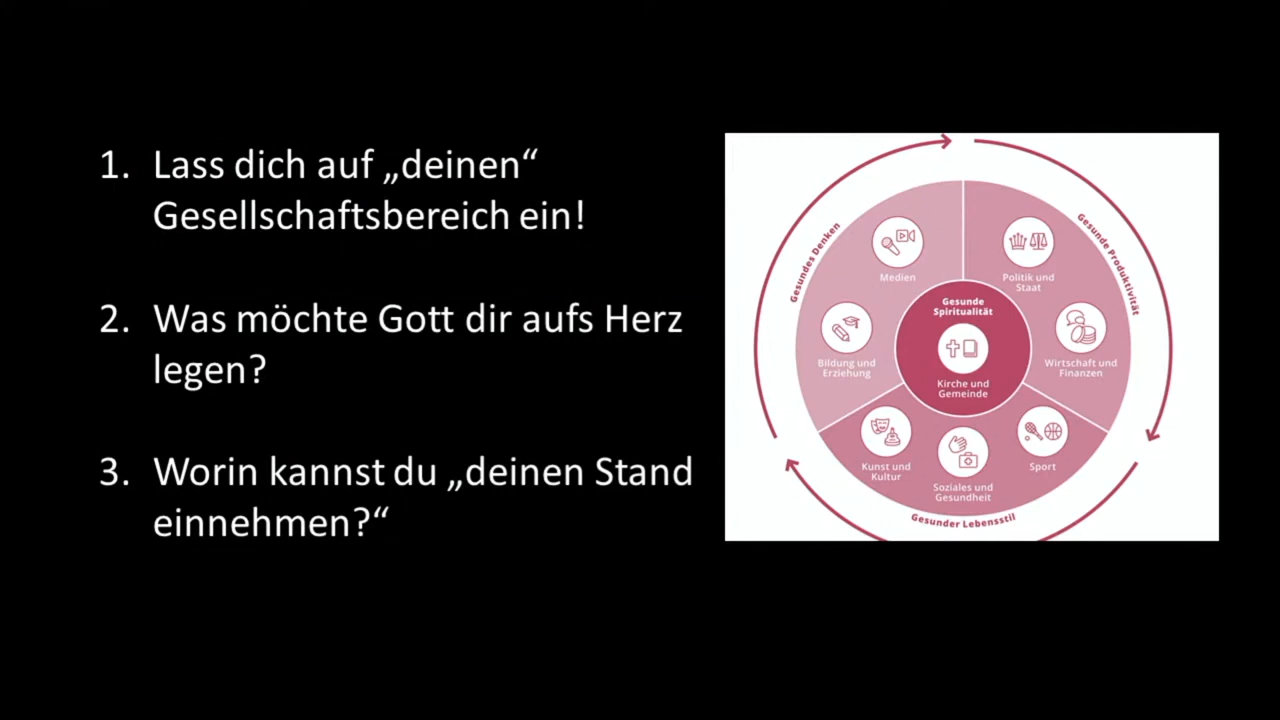 1. Lass dich auf „deinen“
Gesellschaftsbereich ein!
2. Was möchte Gott dir aufs Herz
legen?
3. Worin kannst du „deinen Stand
einnehmen?“
Gesundes Denken
Gesunde Produktivität
Medien
Politik und
Staat
Gesunde
Spiritualität
Bildung und
Erziehung
Wirtschaft und
Finanzen
Kirche und
Gemeinde
Kunst und
Kultur
Soziales und
Gesundheit
Sport
Gesunder Lebensstil